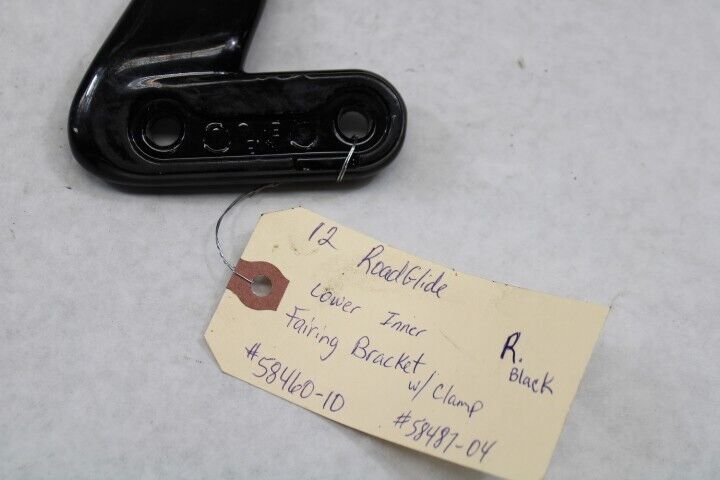 12 RoadGlide
Lower Inner
Fairing Bracket
w/ Clamp
#58460-10
#58487-04
R.
Black